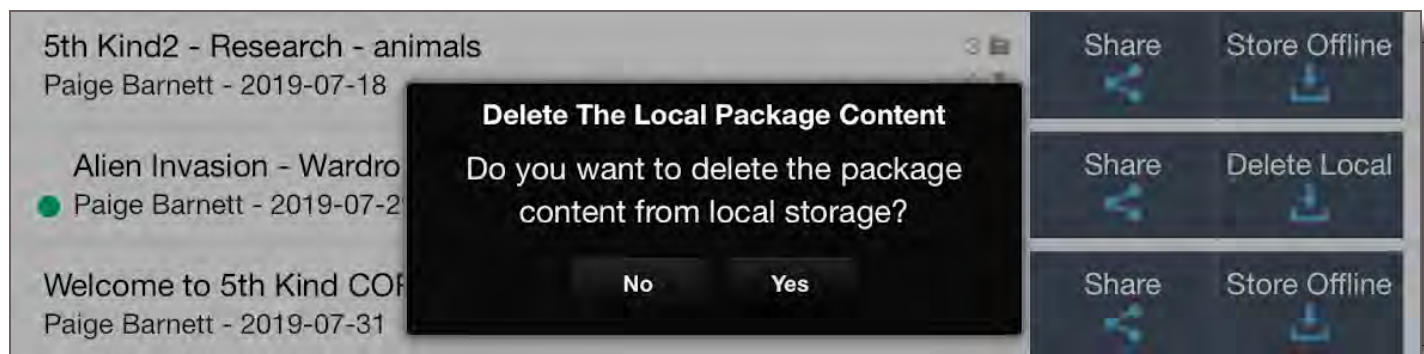 5th Kind2 - Research - animals
3
Share
Store Offline
Paige Barnett - 2019-07-18
Delete The Local Package Content
Do you want to delete the package
content from local storage?
No
Yes
Alien Invasion - Wardro
Share
Delete Local
Paige Barnett - 2019-07-2
Welcome to 5th Kind COR
Share
Store Offline
Paige Barnett - 2019-07-31